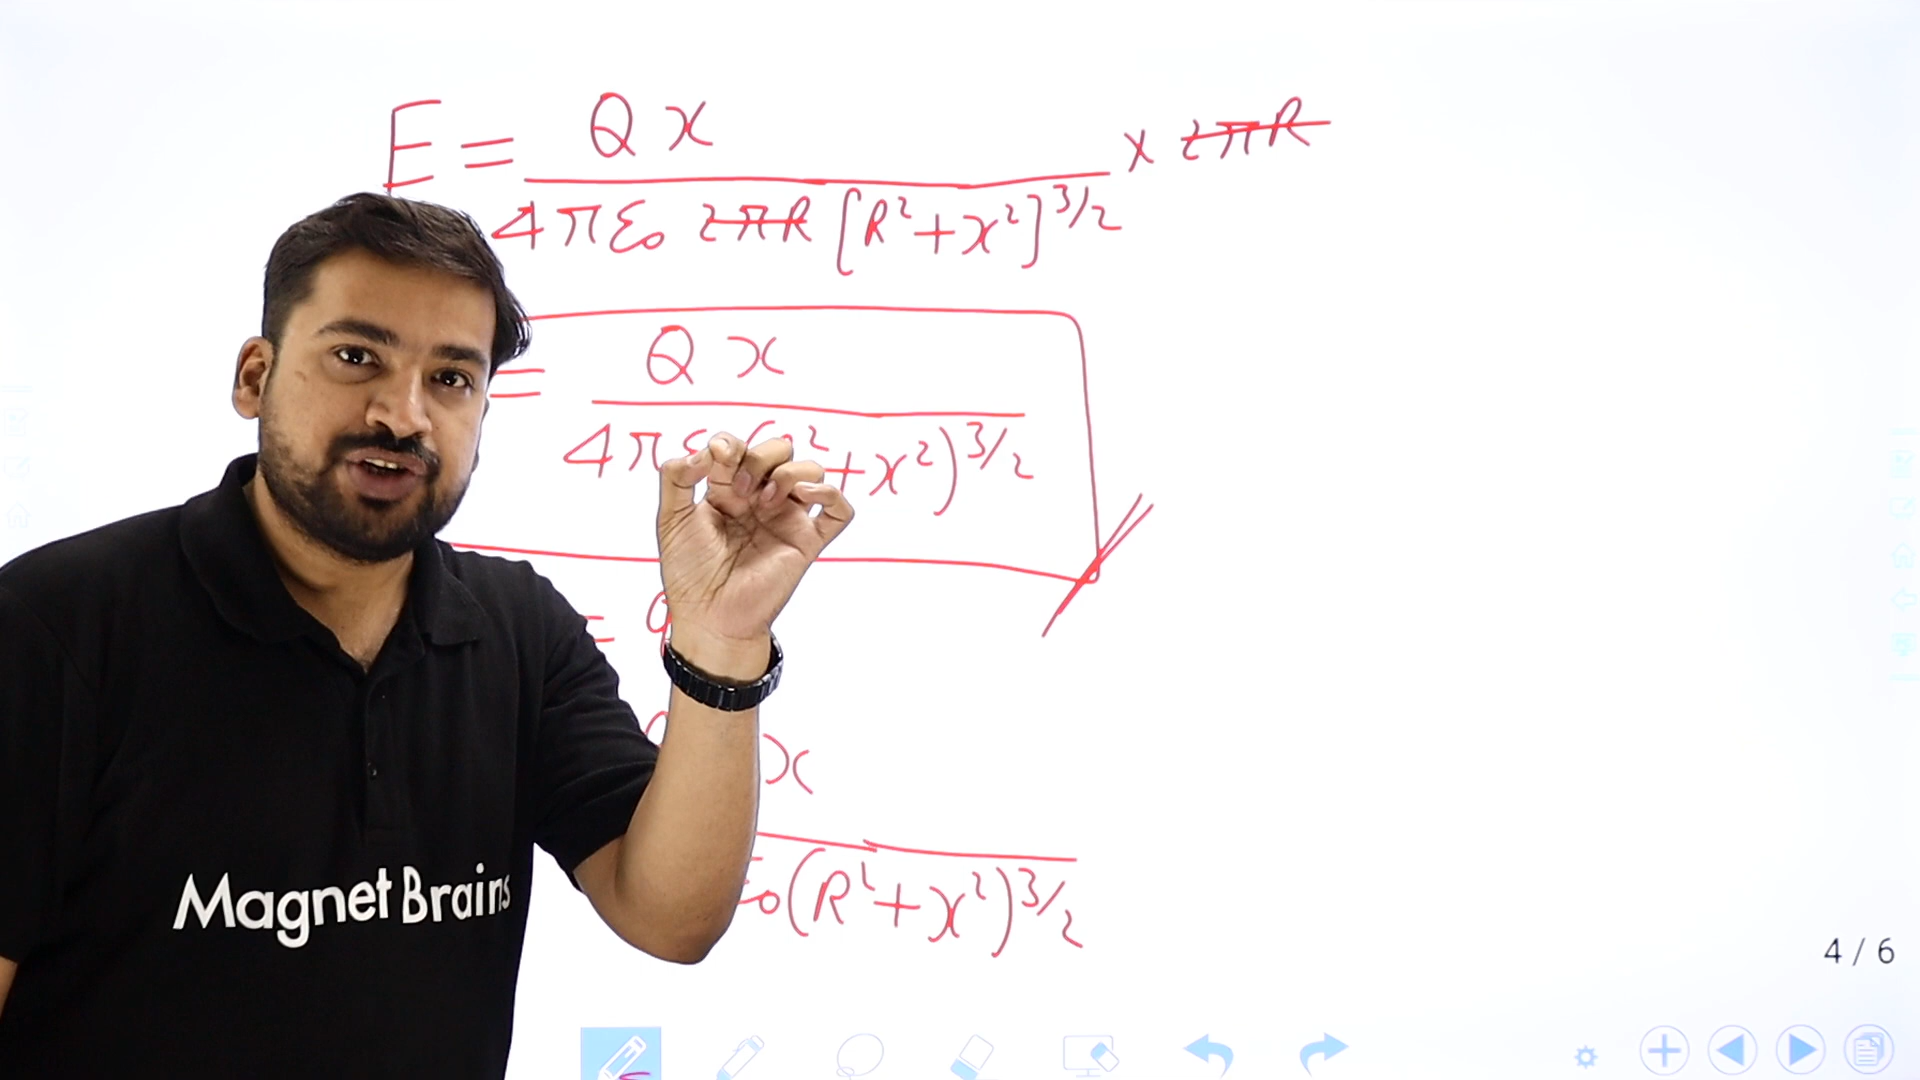 E = Qx / 4πε₀ 2πR [R²+x²]^3/2 × 2πR
= Qx / 4πε (R²+x²)^3/2
= q
x
ε₀(R²+x²)^3/2
Magnet Brains
4 / 6